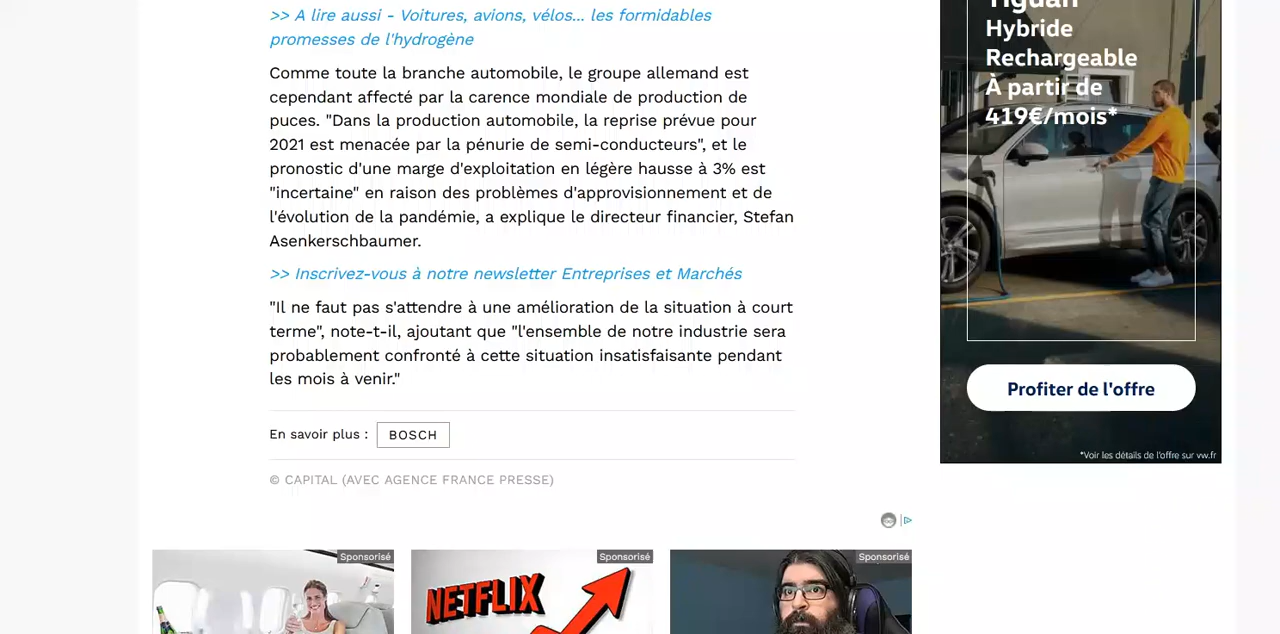 >> A lire aussi - Voitures, avions, vélos... les formidables
promesses de l'hydrogène
Comme toute la branche automobile, le groupe allemand est
cependant affecté par la carence mondiale de production de
puces. "Dans la production automobile, la reprise prévue pour
2021 est menacée par la pénurie de semi-conducteurs", et le
pronostic d'une marge d'exploitation en légère hausse à 3% est
"incertaine" en raison des problèmes d'approvisionnement et de
l'évolution de la pandémie, a explique le directeur financier, Stefan
Asenkerschbaumer.
>> Inscrivez-vous à notre newsletter Entreprises et Marchés
"Il ne faut pas s'attendre à une amélioration de la situation à court
terme", note-t-il, ajoutant que "l'ensemble de notre industrie sera
probablement confronté à cette situation insatisfaisante pendant
les mois à venir."
En savoir plus : BOSCH
© CAPITAL (AVEC AGENCE FRANCE PRESSE)
Tiguan
Hybride
Rechargeable
À partir de
419€/mois*
Profiter de l'offre
*Voir les détails de l'offre sur vw.fr
Sponsorisé
Sponsorisé
Sponsorisé
NETFLIX